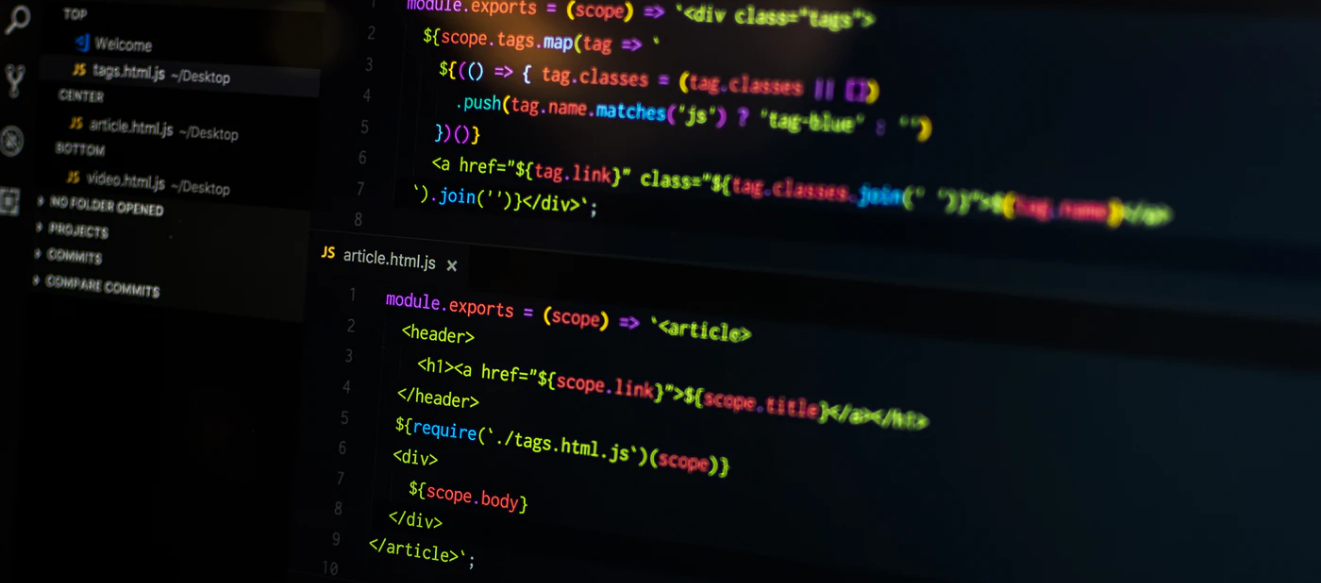 TOP
Welcome
JS tags.html.js ~/Desktop
CENTER
JS article.html.js ~/Desktop
BOTTOM
JS video.html.js ~/Desktop
NO FOLDER OPENED
PROJECTS
COMMITS
COMPARE COMMITS
1 module.exports = (scope) => `<div class="tags">
2 ${scope.tags.map(tag => `
3 ${(() => { tag.classes = (tag.classes || [])
4 .push(tag.name.matches('js') ? 'tag-blue' : '')
5 })()}
6 <a href="${tag.link}" class="${tag.classes.join(' ')}">${tag.name}</a>
7 `).join('')}</div>`;
8
JS article.html.js ×
1 module.exports = (scope) => `<article>
2 <header>
3 <h1><a href="${scope.link}">${scope.title}</a></h1>
4 </header>
5 ${require(`./tags.html.js`)(scope)}
6 <div>
7 ${scope.body}
8 </div>
9 </article>`;
10